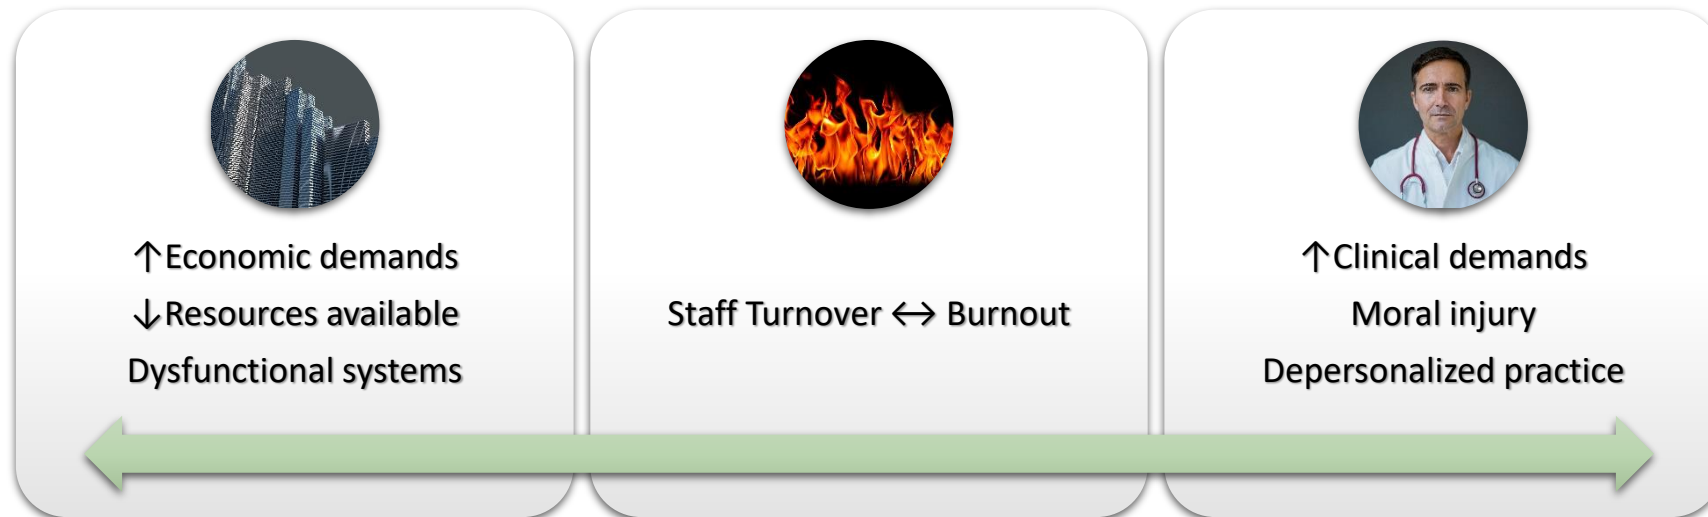 ↑Economic demands
↓Resources available
Dysfunctional systems
Staff Turnover ↔ Burnout
↑Clinical demands
Moral injury
Depersonalized practice